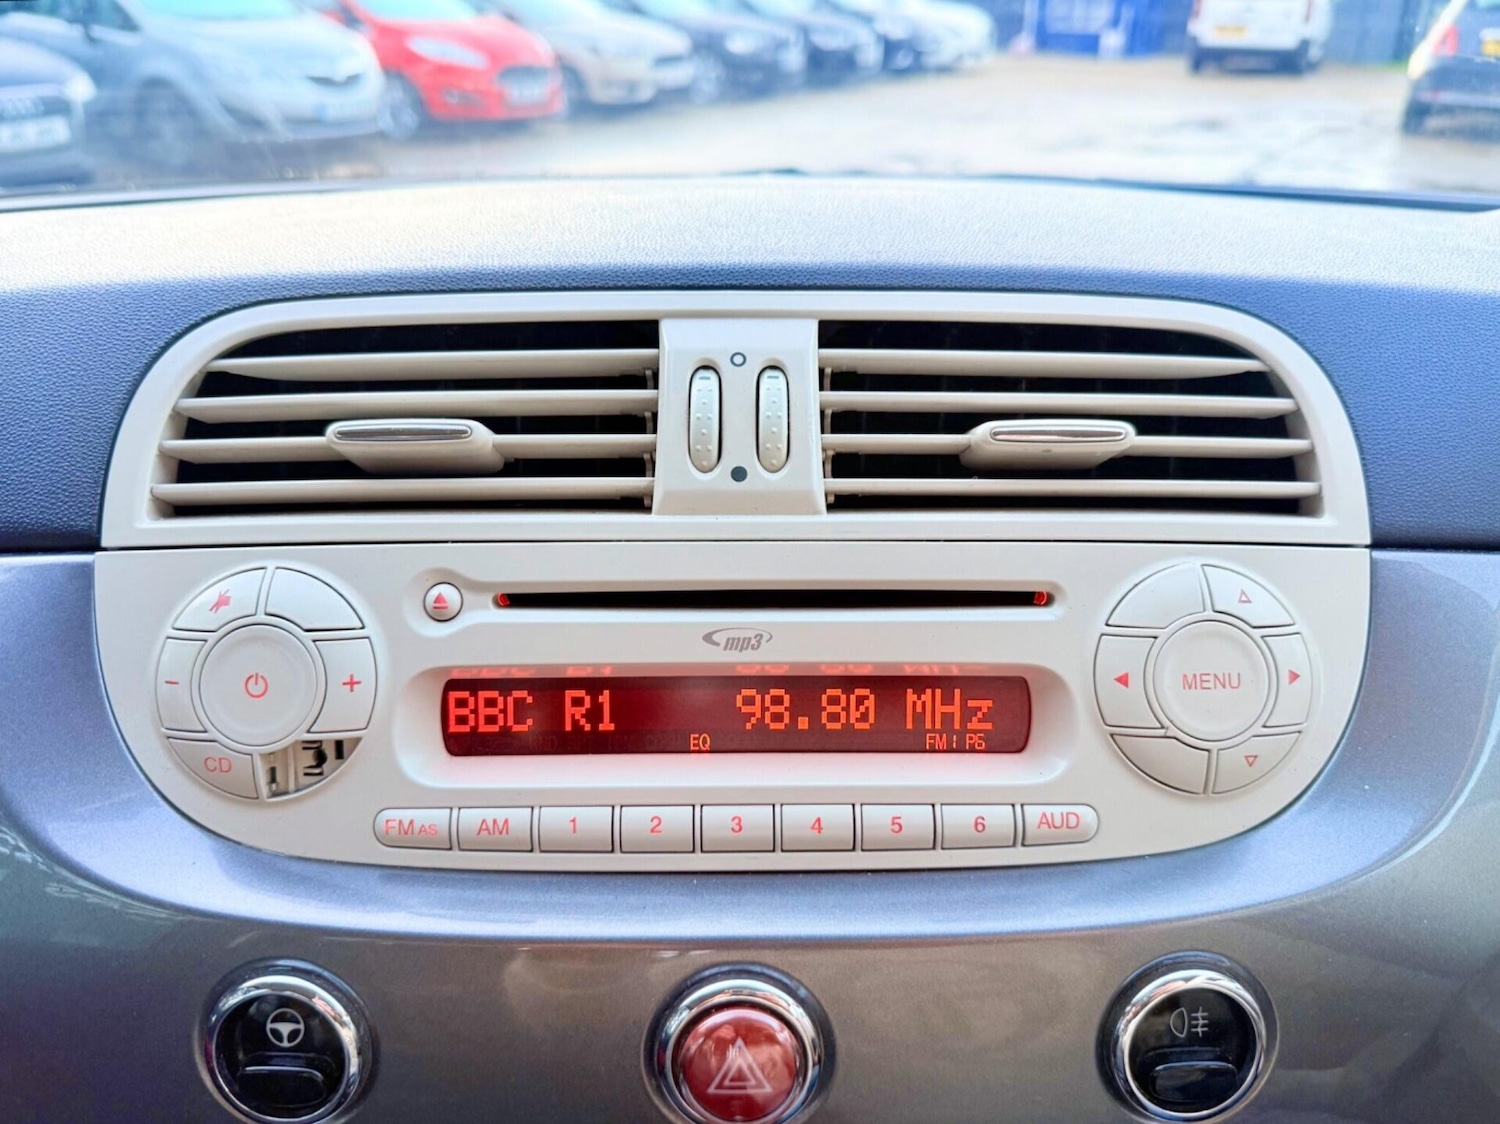 mp3
BBC R1 98.80 MHz
EQ FM1 P6
MENU
CD
FM AS AM 1 2 3 4 5 6 AUD